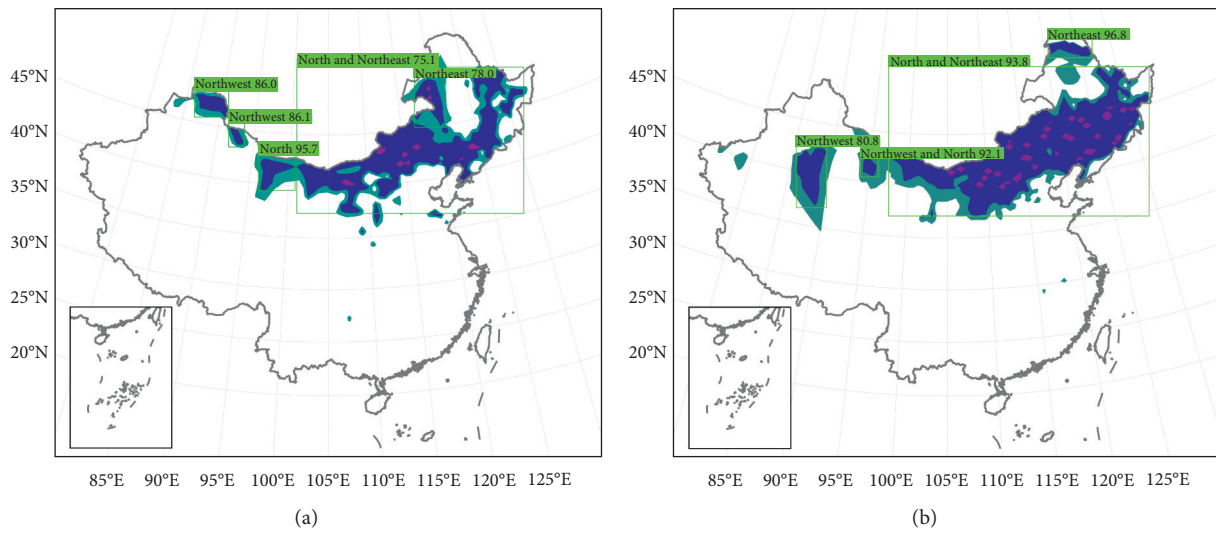 45°N
40°N
35°N
30°N
25°N
20°N
North and Northeast 75.1
Northeast 78.0
Northwest 86.0
Northwest 86.1
North 95.7
85°E 90°E 95°E 100°E 105°E 110°E 115°E 120°E 125°E
(a)
45°N
40°N
35°N
30°N
25°N
20°N
Northeast 96.8
North and Northeast 93.8
Northwest 80.8
Northwest and North 92.1
85°E 90°E 95°E 100°E 105°E 110°E 115°E 120°E 125°E
(b)